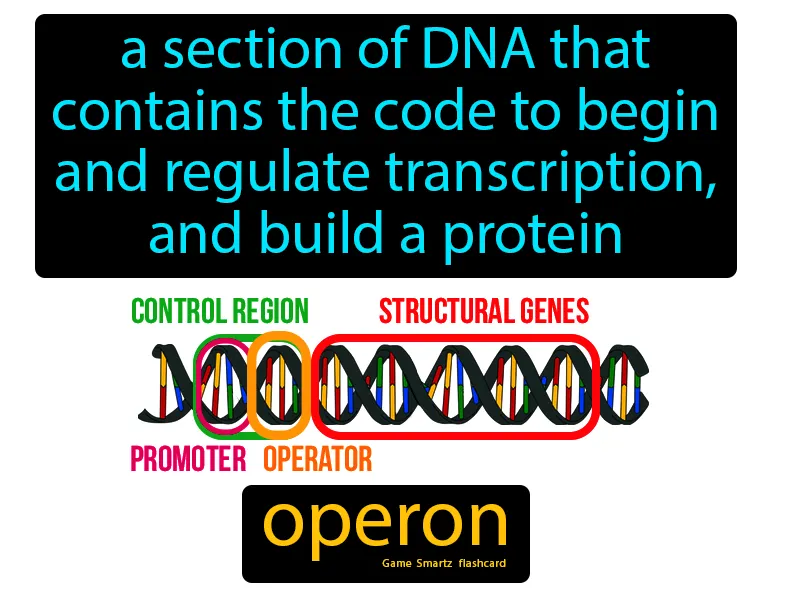 a section of DNA that
contains the code to begin
and regulate transcription,
and build a protein
CONTROL REGION
STRUCTURAL GENES
PROMOTER
OPERATOR
operon
Game Smartz flashcard